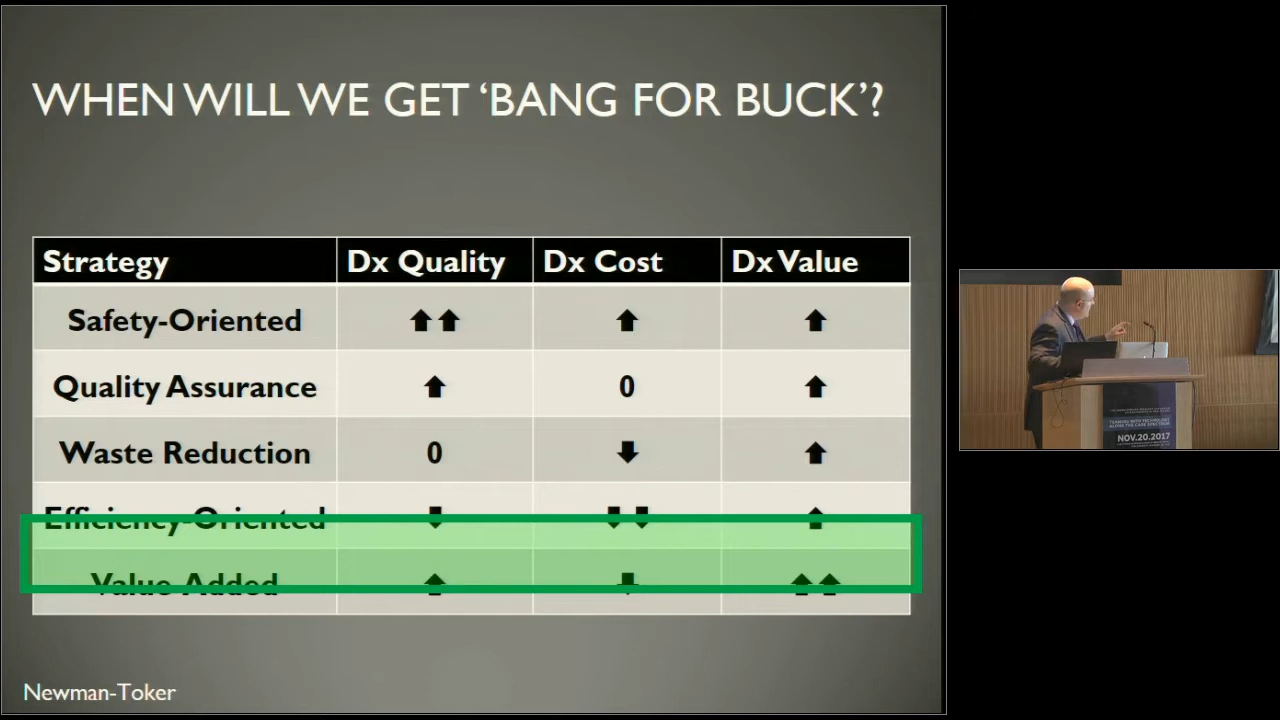 WHEN WILL WE GET ‘BANG FOR BUCK’?
Strategy Dx Quality Dx Cost Dx Value
Safety-Oriented ⬆⬆ ⬆ ⬆
Quality Assurance ⬆ 0 ⬆
Waste Reduction 0 ⬇ ⬆
Efficiency-Oriented ⬇ ⬇⬇ ⬆
Value-Added ⬆ ⬇ ⬆⬆
Newman-Toker
NOV.20.2017